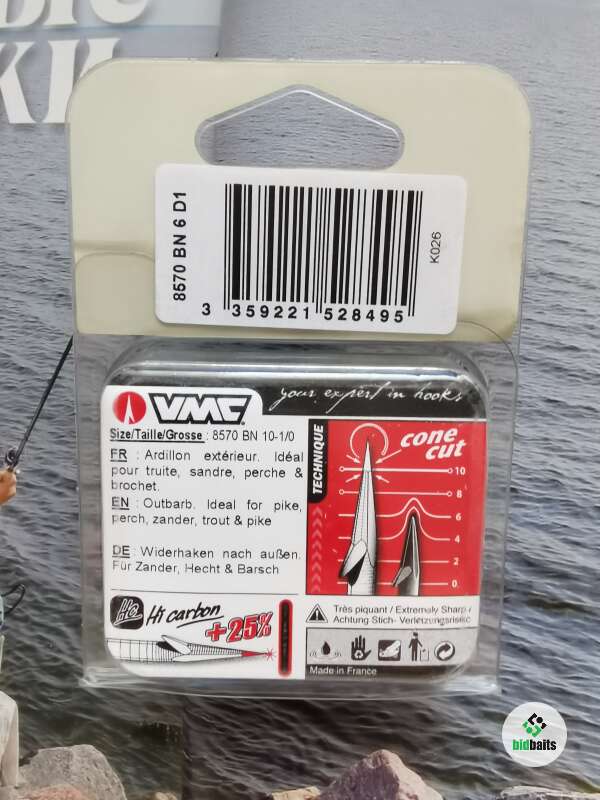 KK
8570 BN 6 D1
K026
3 359221 528495
VMC
your expert in hooks
Size/Taille/Grosse : 8570 BN 10-1/0
FR : Ardillon extérieur. Idéal
pour truite, sandre, perche &
brochet.
EN : Outbarb. Ideal for pike,
perch, zander, trout & pike
DE : Widerhaken nach außen.
Für Zander, Hecht & Barsch
Hc Hi carbon
+25%
TECHNIQUE
cone
cut
10
8
6
4
2
0
Très piquant / Extremely Sharp /
Achtung Stich- Verletzungsrisiko
Made in France
bidbaits